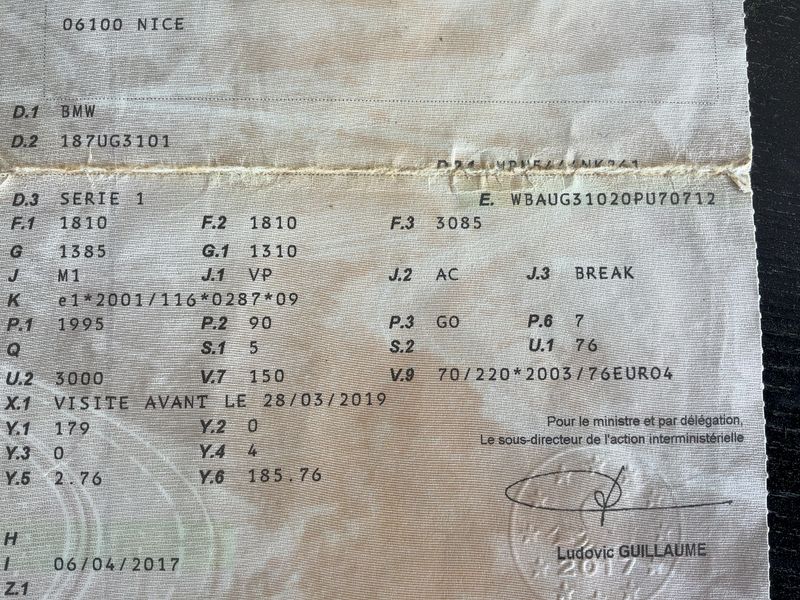 06100 NICE
D.1 BMW
D.2 187UG3101
D.3 SERIE 1 E. WBAUG31020PU70712
F.1 1810 F.2 1810 F.3 3085
G 1385 G.1 1310
J M1 J.1 VP J.2 AC J.3 BREAK
K e1*2001/116*0287*09
P.1 1995 P.2 90 P.3 GO P.6 7
Q S.1 5 S.2 U.1 76
U.2 3000 V.7 150 V.9 70/220*2003/76EURO4
X.1 VISITE AVANT LE 28/03/2019
Y.1 179 Y.2 0
Y.3 0 Y.4 4
Y.5 2.76 Y.6 185.76
Pour le ministre et par délégation,
Le sous-directeur de l'action interministérielle
Ludovic GUILLAUME
2017
H
I 06/04/2017
Z.1